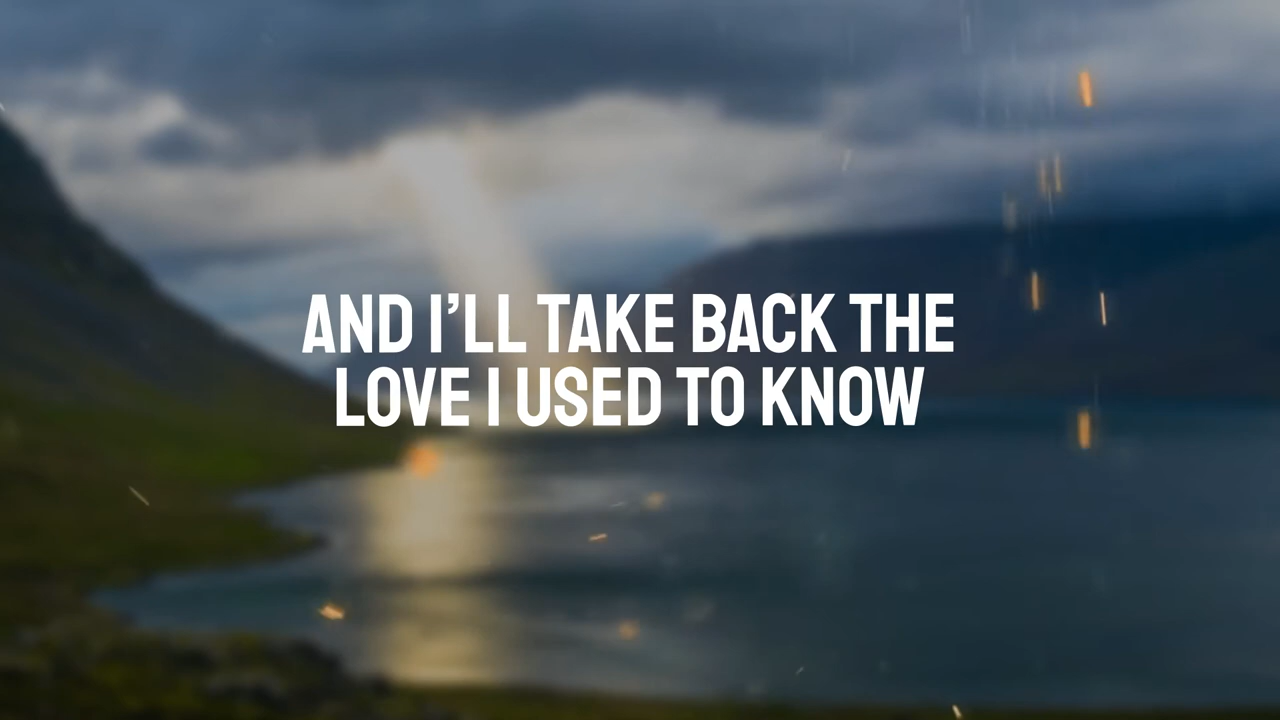 AND I’LL TAKE BACK THE
LOVE I USED TO KNOW